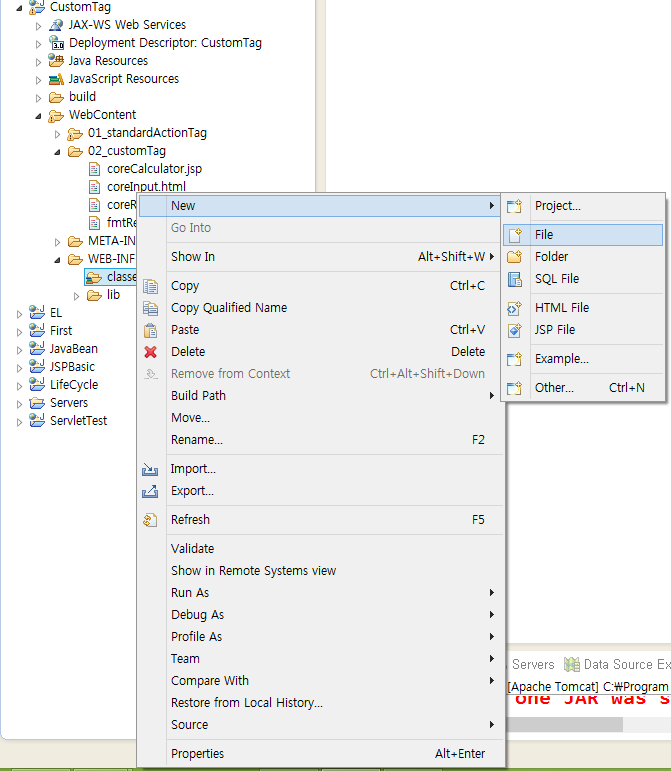 CustomTag
JAX-WS Web Services
Deployment Descriptor: CustomTag
Java Resources
JavaScript Resources
build
WebContent
01_standardActionTag
02_customTag
coreCalculator.jsp
coreInput.html
coreR
fmtRe
META-IN
WEB-INF
classe
lib
EL
First
JavaBean
JSPBasic
LifeCycle
Servers
ServletTest
New
Go Into
Show In Alt+Shift+W
Copy Ctrl+C
Copy Qualified Name
Paste Ctrl+V
Delete Delete
Remove from Context Ctrl+Alt+Shift+Down
Build Path
Move...
Rename... F2
Import...
Export...
Refresh F5
Validate
Show in Remote Systems view
Run As
Debug As
Profile As
Team
Compare With
Restore from Local History...
Source
Properties Alt+Enter
Project...
File
Folder
SQL File
HTML File
JSP File
Example...
Other... Ctrl+N
Servers Data Source Ex
[Apache Tomcat] C:₩Program
one JAR was s